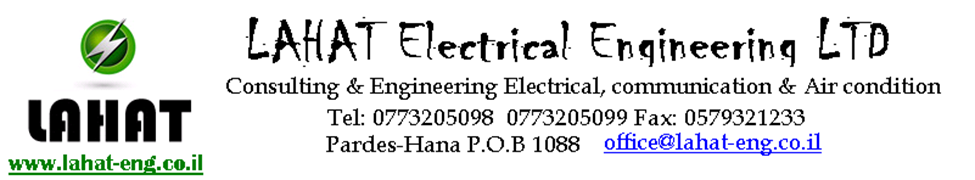 LAHAT
www.lahat-eng.co.il
LAHAT Electrical Engineering LTD
Consulting & Engineering Electrical, communication & Air condition
Tel: 0773205098 0773205099 Fax: 0579321233
Pardes-Hana P.O.B 1088 office@lahat-eng.co.il